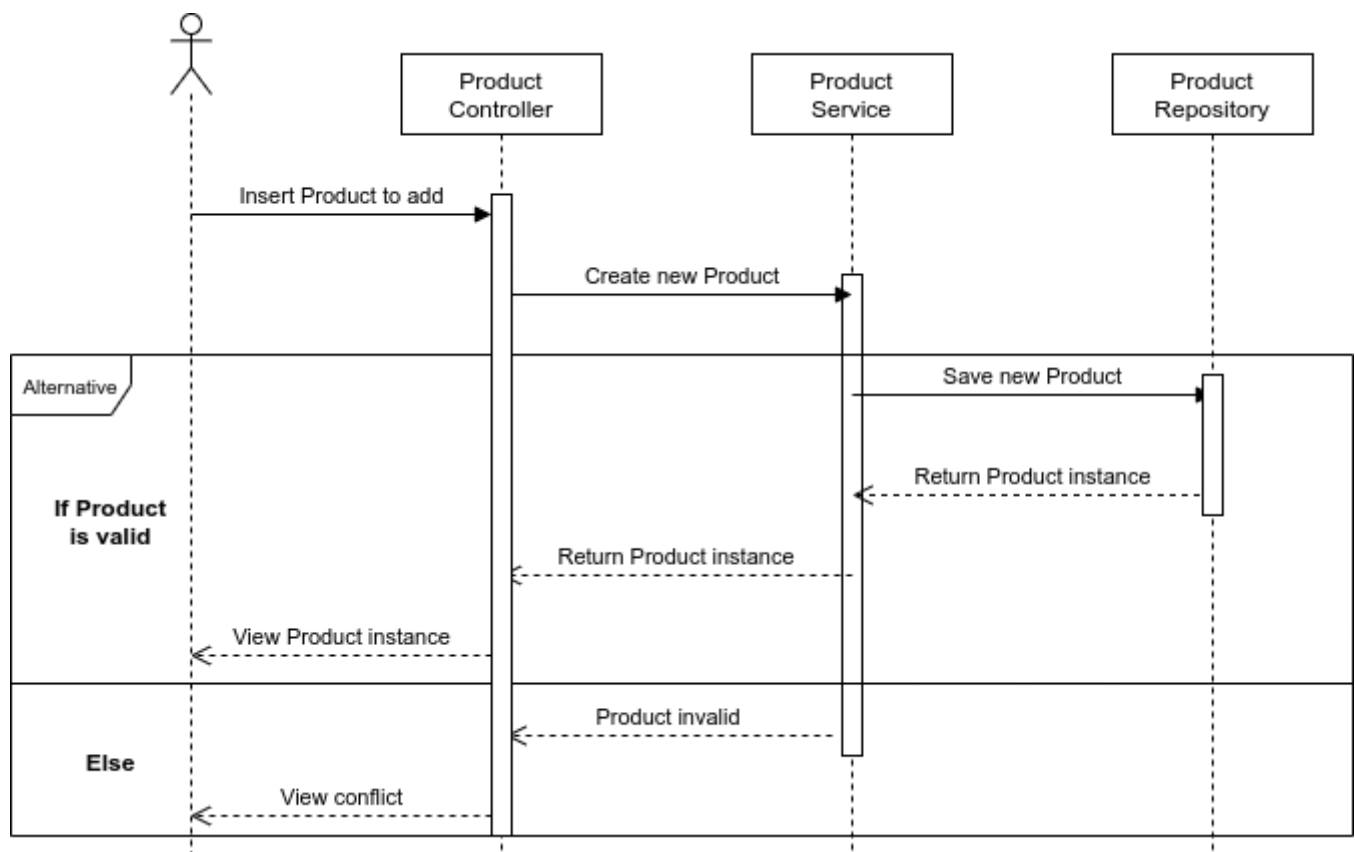 Product
Controller
Product
Service
Product
Repository
Insert Product to add
Create new Product
Alternative
Save new Product
Return Product instance
If Product
is valid
Return Product instance
View Product instance
Product invalid
Else
View conflict